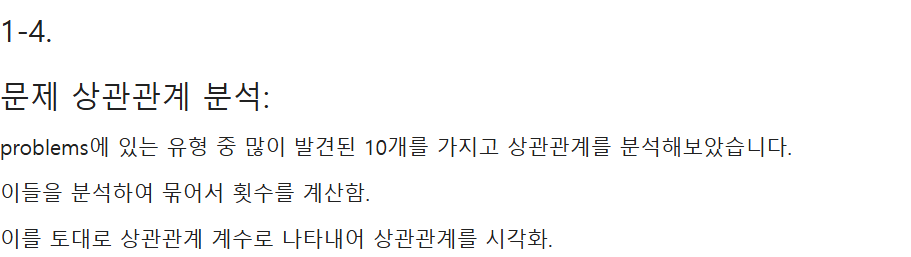 1-4.
문제 상관관계 분석:
problems에 있는 유형 중 많이 발견된 10개를 가지고 상관관계를 분석해보았습니다.
이들을 분석하여 묶어서 횟수를 계산함.
이를 토대로 상관관계 계수로 나타내어 상관관계를 시각화.